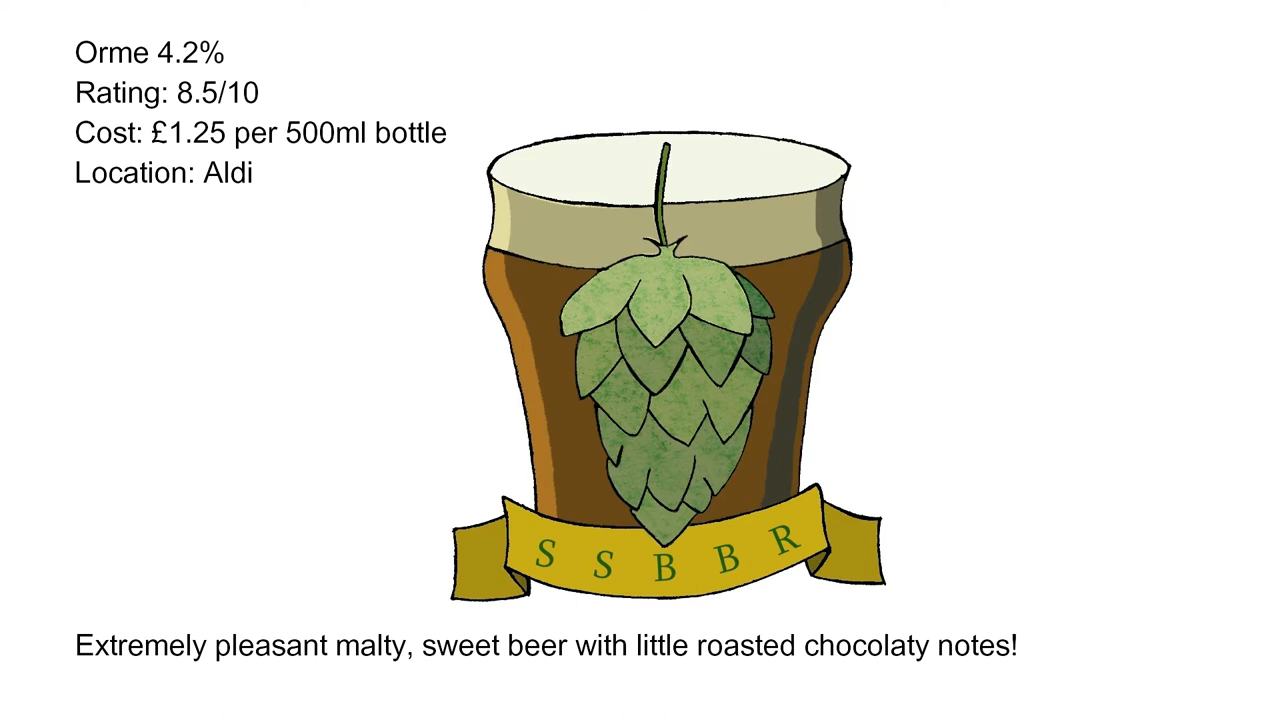 Orme 4.2%
Rating: 8.5/10
Cost: £1.25 per 500ml bottle
Location: Aldi
S S B B R
Extremely pleasant malty, sweet beer with little roasted chocolaty notes!